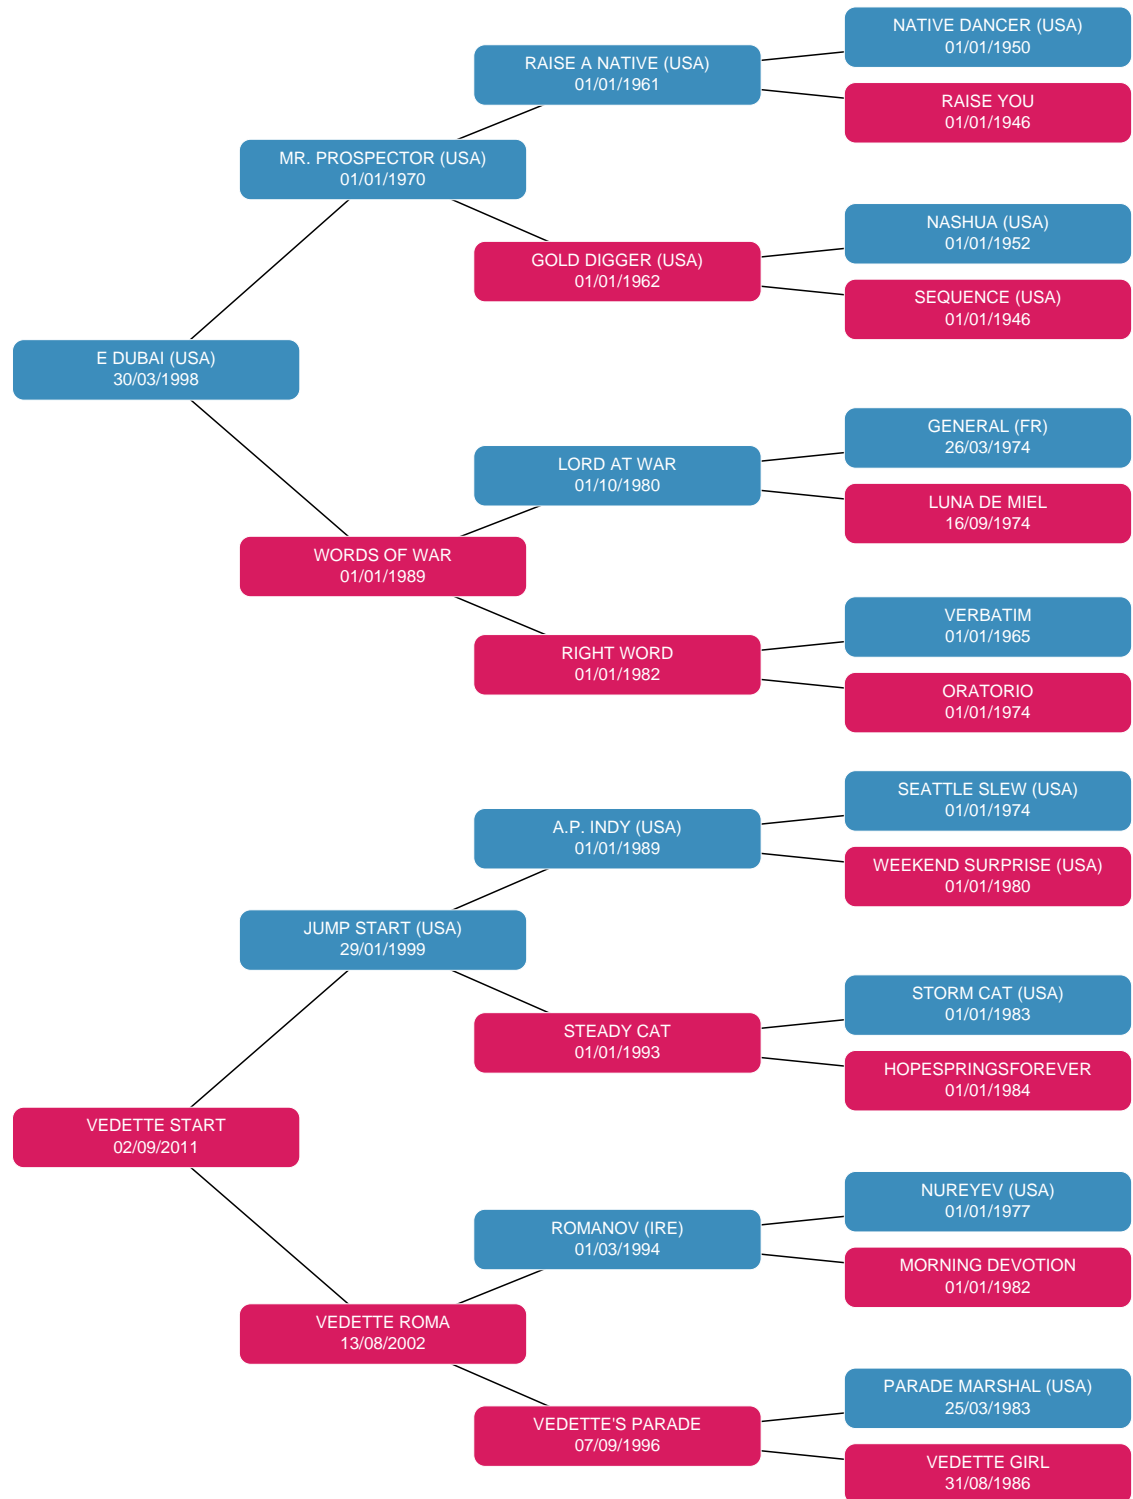 NATIVE DANCER (USA)
01/01/1950
RAISE A NATIVE (USA)
01/01/1961
RAISE YOU
01/01/1946
MR. PROSPECTOR (USA)
01/01/1970
NASHUA (USA)
01/01/1952
GOLD DIGGER (USA)
01/01/1962
SEQUENCE (USA)
01/01/1946
E DUBAI (USA)
30/03/1998
GENERAL (FR)
26/03/1974
LORD AT WAR
01/10/1980
LUNA DE MIEL
16/09/1974
WORDS OF WAR
01/01/1989
VERBATIM
01/01/1965
RIGHT WORD
01/01/1982
ORATORIO
01/01/1974
SEATTLE SLEW (USA)
01/01/1974
A.P. INDY (USA)
01/01/1989
WEEKEND SURPRISE (USA)
01/01/1980
JUMP START (USA)
29/01/1999
STORM CAT (USA)
01/01/1983
STEADY CAT
01/01/1993
HOPESPRINGSFOREVER
01/01/1984
VEDETTE START
02/09/2011
NUREYEV (USA)
01/01/1977
ROMANOV (IRE)
01/03/1994
MORNING DEVOTION
01/01/1982
VEDETTE ROMA
13/08/2002
PARADE MARSHAL (USA)
25/03/1983
VEDETTE'S PARADE
07/09/1996
VEDETTE GIRL
31/08/1986